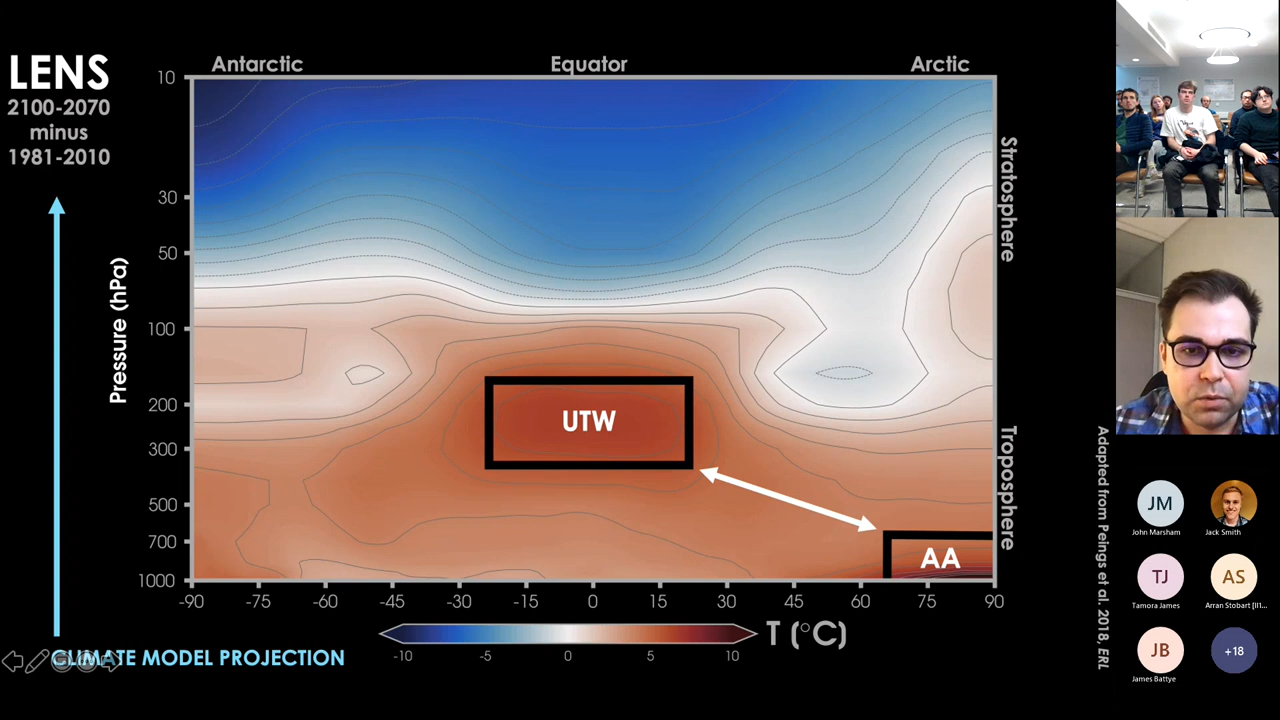 LENS
2100-2070
minus
1981-2010
Antarctic
Equator
Arctic
10
30
50
100
200
300
500
700
1000
Pressure (hPa)
UTW
AA
Stratosphere
Troposphere
-90
-75
-60
-45
-30
-15
0
15
30
45
60
75
90
-10
-5
0
5
10
T (°C)
CLIMATE MODEL PROJECTION
Adapted from Peings et al. 2018, ERL
JM
John Marsham
Jack Smith
TJ
Tamora James
AS
Arran Stobart [ll1...
JB
James Battye
+18